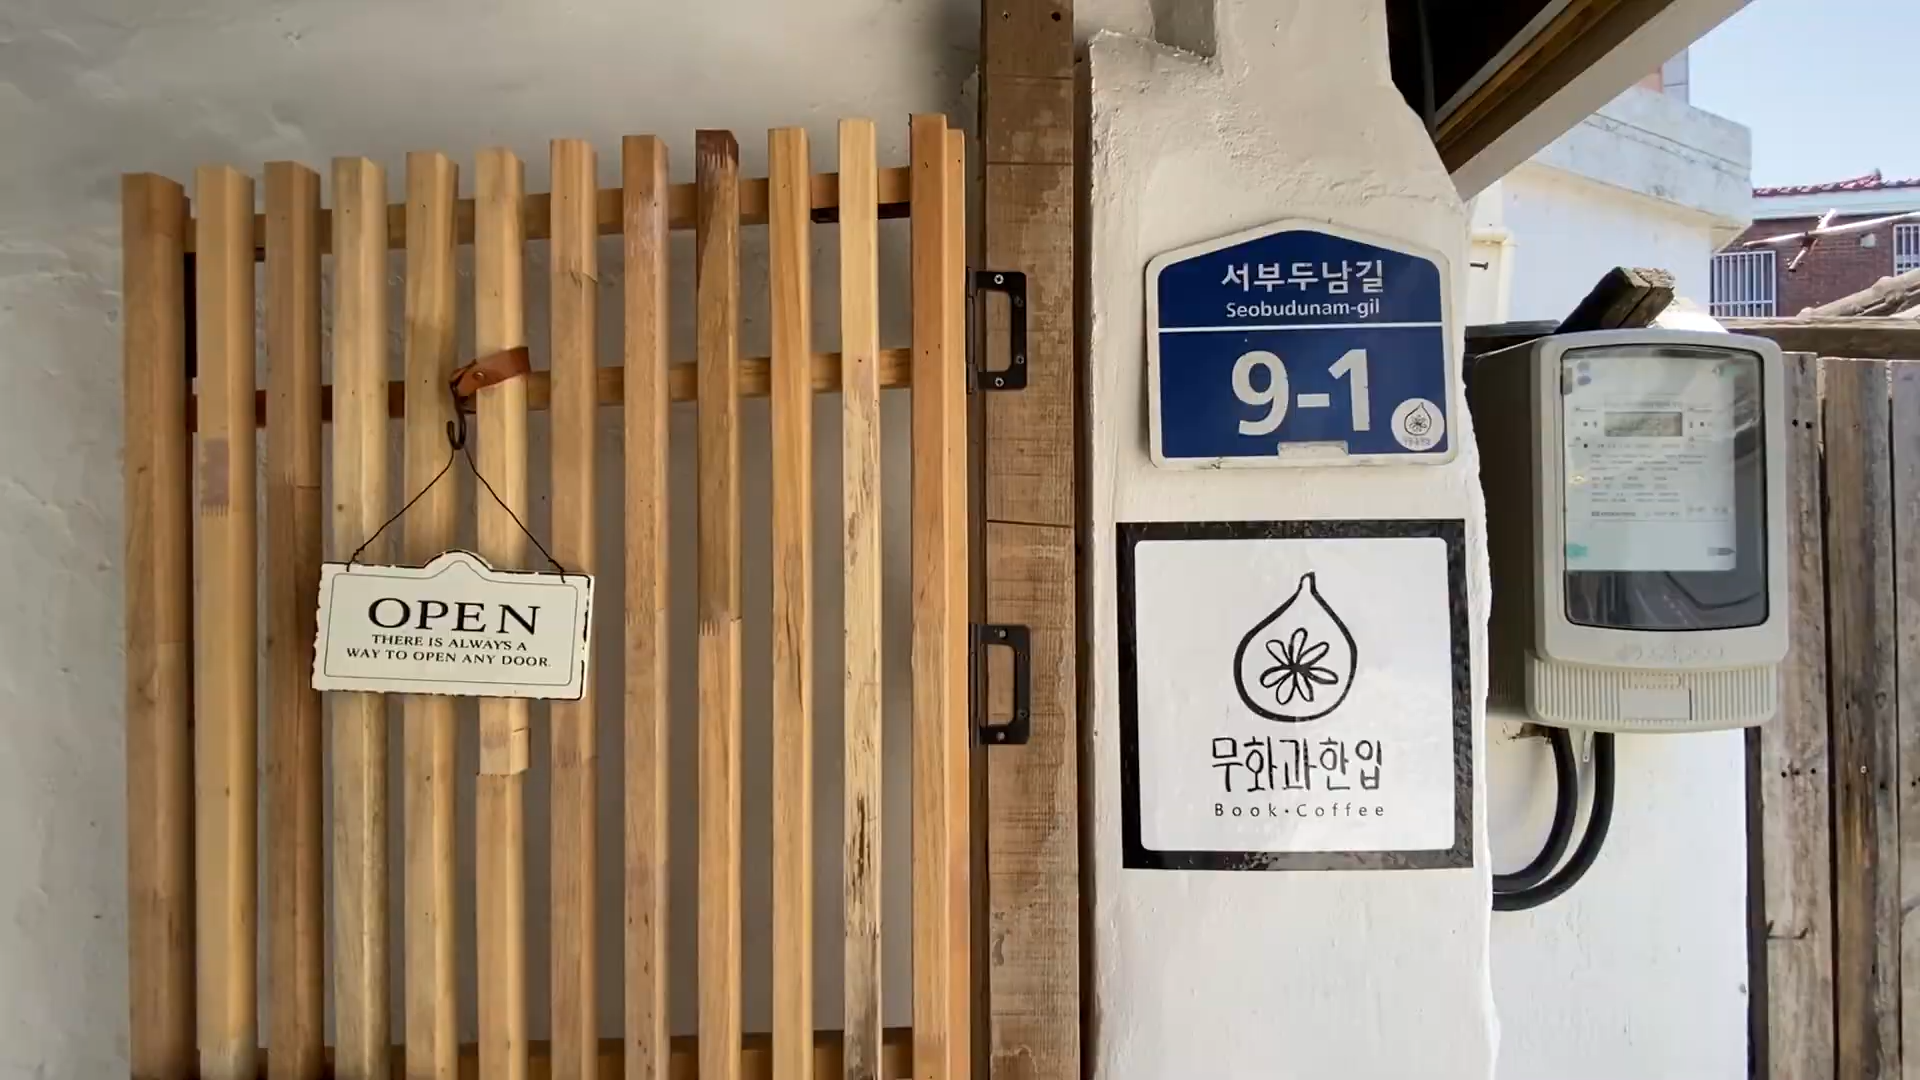 OPEN
THERE IS ALWAYS A
WAY TO OPEN ANY DOOR.
서부두남길
Seobudunam-gil
9-1
무화과한입
Book·Coffee